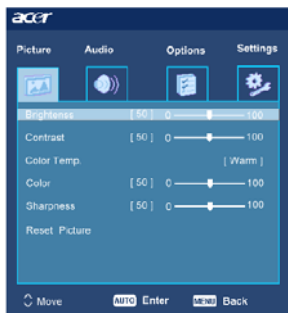 acer
Picture Audio Options Settings
Brightenss [ 50 ] 0 100
Contrast [ 50 ] 0 100
Color Temp. [ Warm ]
Color [ 50 ] 0 100
Sharpness [ 50 ] 0 100
Reset Picture
Move AUTO Enter MENU Back